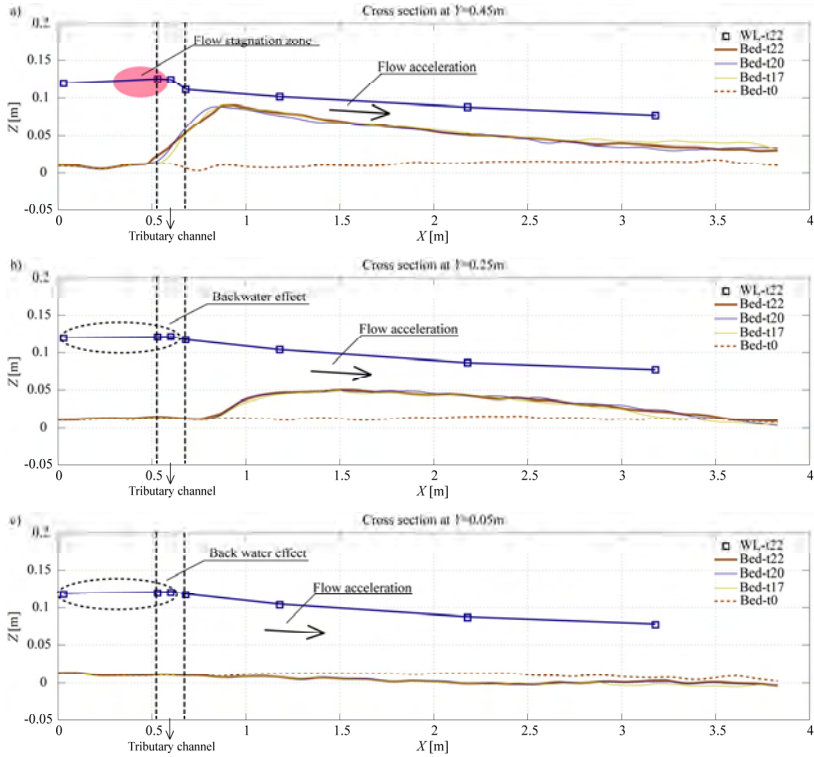 a) Cross section at Y=0.45m
0.2
0.15
0.1
0.05
0
-0.05
Z [m]
Flow stagnation zone
Flow acceleration
WL-t22
Bed-t22
Bed-t20
Bed-t17
Bed-t0
0 0.5 1 1.5 2 2.5 3 3.5 4
Tributary channel
X [m]
b) Cross section at Y=0.25m
0.2
0.15
0.1
0.05
0
-0.05
Z [m]
Backwater effect
Flow acceleration
WL-t22
Bed-t22
Bed-t20
Bed-t17
Bed-t0
0 0.5 1 1.5 2 2.5 3 3.5 4
Tributary channel
X [m]
c) Cross section at Y=0.05m
0.2
0.15
0.1
0.05
0
-0.05
Z [m]
Back water effect
Flow acceleration
WL-t22
Bed-t22
Bed-t20
Bed-t17
Bed-t0
0 0.5 1 1.5 2 2.5 3 3.5 4
Tributary channel
X [m]